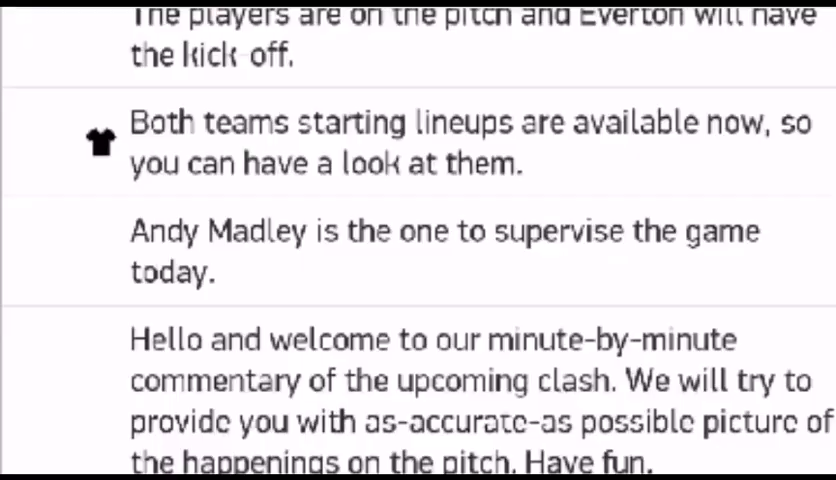 The players are on the pitch and Everton will have
the kick-off.
Both teams starting lineups are available now, so
you can have a look at them.
Andy Madley is the one to supervise the game
today.
Hello and welcome to our minute-by-minute
commentary of the upcoming clash. We will try to
provide you with as-accurate-as possible picture of
the happenings on the pitch. Have fun.